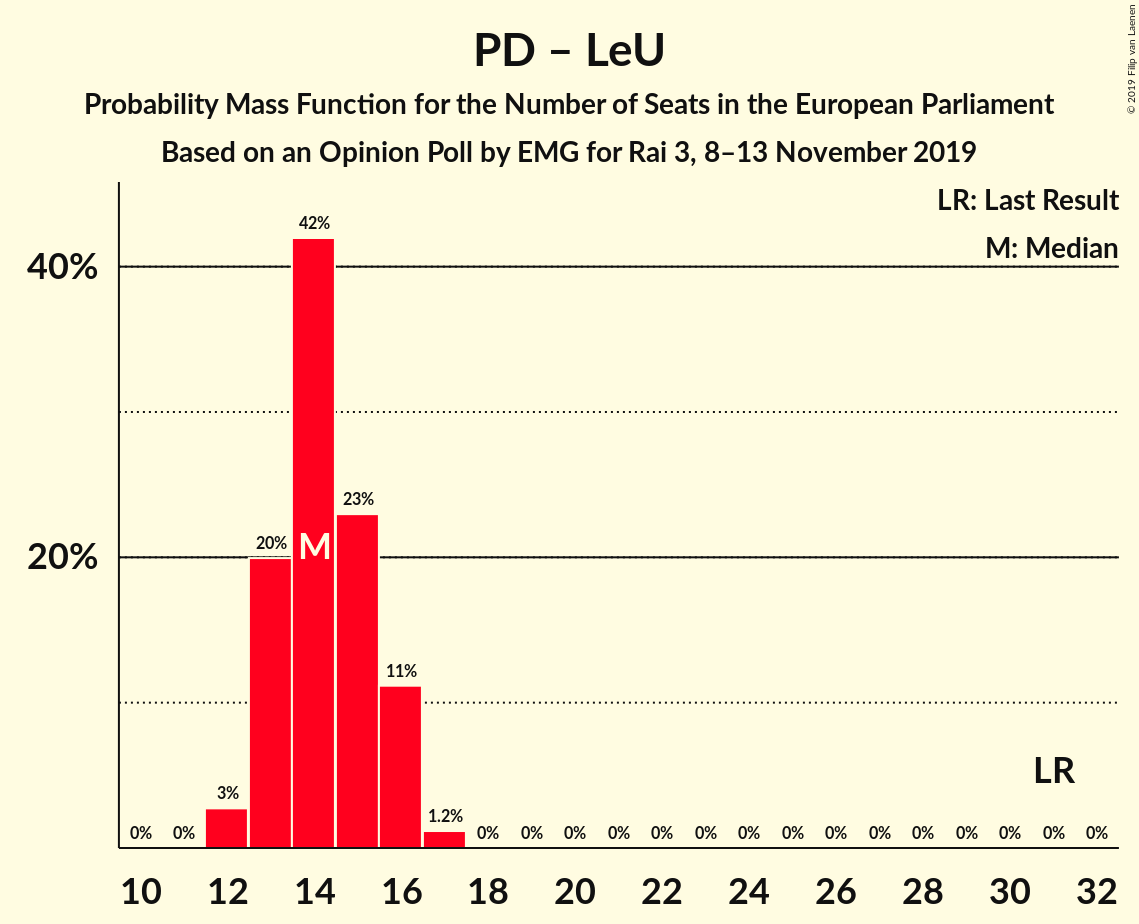 PD – LeU
Probability Mass Function for the Number of Seats in the European Parliament
Based on an Opinion Poll by EMG for Rai 3, 8–13 November 2019
© 2019 Filip van Laenen
LR: Last Result
M: Median
40%
20%
42%
23%
20%
M
11%
3%
1.2%
LR
0% 0% 0% 0% 0% 0% 0% 0% 0% 0% 0% 0% 0% 0% 0% 0% 0%
10 12 14 16 18 20 22 24 26 28 30 32